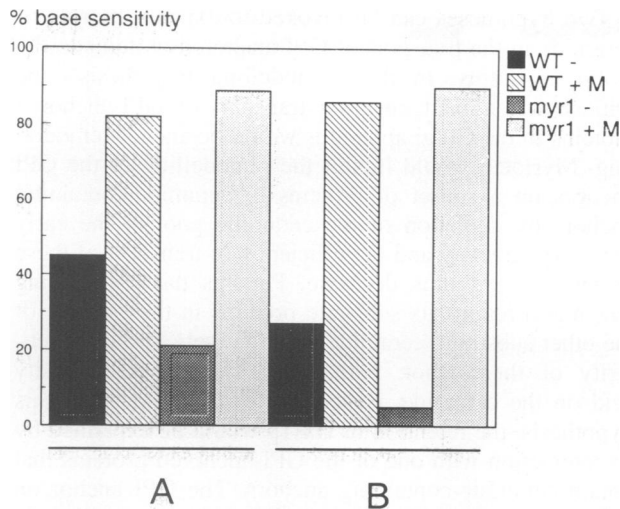 % base sensitivity
100
80
60
40
20
0
WT -
WT + M
myr1 -
myr1 + M
A
B